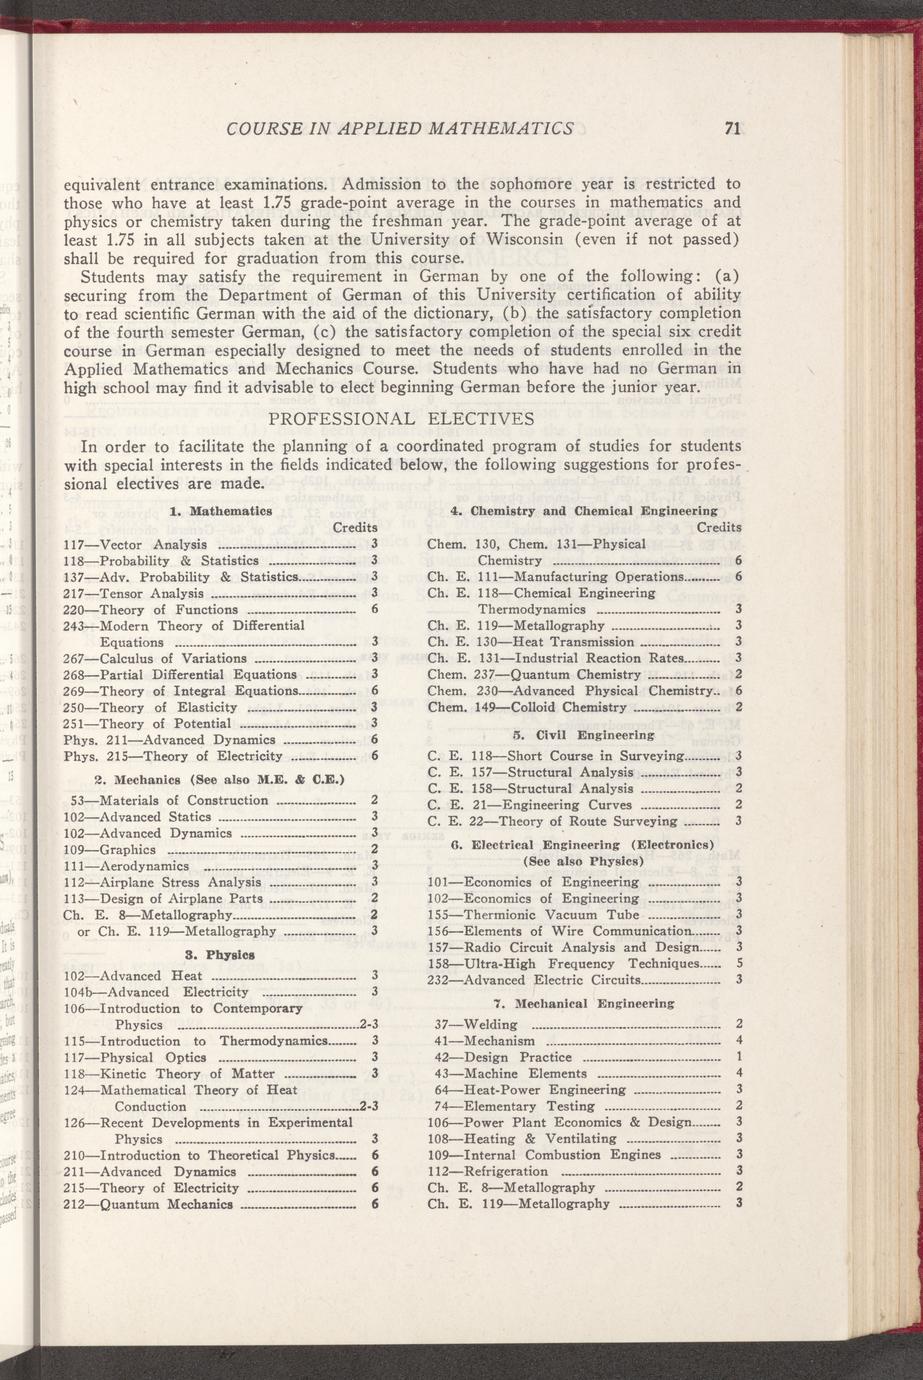 COURSE IN APPLIED MATHEMATICS 71
equivalent entrance examinations. Admission to the sophomore year is restricted to
those who have at least 1.75 grade-point average in the courses in mathematics and
physics or chemistry taken during the freshman year. The grade-point average of at
least 1.75 in all subjects taken at the University of Wisconsin (even if not passed)
shall be required for graduation from this course.
Students may satisfy the requirement in German by one of the following: (a)
securing from the Department of German of this University certification of ability
to read scientific German with the aid of the dictionary, (b) the satisfactory completion
of the fourth semester German, (c) the satisfactory completion of the special six credit
course in German especially designed to meet the needs of students enrolled in the
Applied Mathematics and Mechanics Course. Students who have had no German in
high school may find it advisable to elect beginning German before the junior year.
PROFESSIONAL ELECTIVES
In order to facilitate the planning of a coordinated program of studies for students
with special interests in the fields indicated below, the following suggestions for profes-
sional electives are made.
1. Mathematics
Credits
117—Vector Analysis 3
118—Probability & Statistics 3
137—Adv. Probability & Statistics 3
217—Tensor Analysis 3
220—Theory of Functions 6
243—Modern Theory of Differential
Equations 3
267—Calculus of Variations 3
268—Partial Differential Equations 3
269—Theory of Integral Equations 6
250—Theory of Elasticity 3
251—Theory of Potential 3
Phys. 211—Advanced Dynamics 6
Phys. 215—Theory of Electricity 6
2. Mechanics (See also M.E. & C.E.)
53—Materials of Construction 2
102—Advanced Statics 3
102—Advanced Dynamics 3
109—Graphics 2
111—Aerodynamics 3
112—Airplane Stress Analysis 3
113—Design of Airplane Parts 2
Ch. E. 8—Metallography 2
or Ch. E. 119—Metallography 3
3. Physics
102—Advanced Heat 3
104b—Advanced Electricity 3
106—Introduction to Contemporary
Physics 2-3
115—Introduction to Thermodynamics 3
117—Physical Optics 3
118—Kinetic Theory of Matter 3
124—Mathematical Theory of Heat
Conduction 2-3
126—Recent Developments in Experimental
Physics 3
210—Introduction to Theoretical Physics 6
211—Advanced Dynamics 6
215—Theory of Electricity 6
212—Quantum Mechanics 6
4. Chemistry and Chemical Engineering
Credits
Chem. 130, Chem. 131—Physical
Chemistry 6
Ch. E. 111—Manufacturing Operations 6
Ch. E. 118—Chemical Engineering
Thermodynamics 3
Ch. E. 119—Metallography 3
Ch. E. 130—Heat Transmission 3
Ch. E. 131—Industrial Reaction Rates 3
Chem. 237—Quantum Chemistry 2
Chem. 230—Advanced Physical Chemistry 6
Chem. 149—Colloid Chemistry 2
5. Civil Engineering
C. E. 118—Short Course in Surveying 3
C. E. 157—Structural Analysis 3
C. E. 158—Structural Analysis 2
C. E. 21—Engineering Curves 2
C. E. 22—Theory of Route Surveying 3
6. Electrical Engineering (Electronics)
(See also Physics)
101—Economics of Engineering 3
102—Economics of Engineering 3
155—Thermionic Vacuum Tube 3
156—Elements of Wire Communication 3
157—Radio Circuit Analysis and Design 3
158—Ultra-High Frequency Techniques 5
232—Advanced Electric Circuits 3
7. Mechanical Engineering
37—Welding 2
41—Mechanism 4
42—Design Practice 1
43—Machine Elements 4
64—Heat-Power Engineering 3
74—Elementary Testing 2
106—Power Plant Economics & Design 3
108—Heating & Ventilating 3
109—Internal Combustion Engines 3
112—Refrigeration 3
Ch. E. 8—Metallography 2
Ch. E. 119—Metallography 3